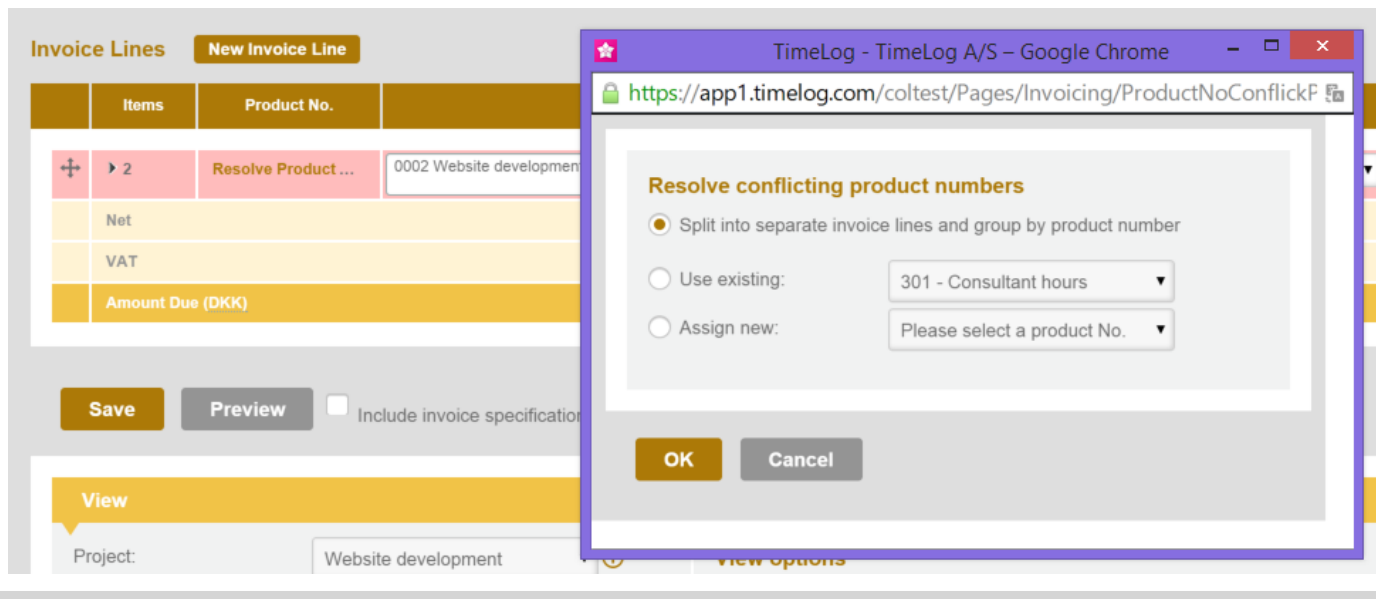 Invoice Lines
New Invoice Line
Items
Product No.
2
Resolve Product ...
0002 Website
Net
VAT
Amount Due (DKK)
Save
Preview
Include invoice
View
Project:
Website development
View options
TimeLog - TimeLog A/S – Google Chrome
https://app1.timelog.com/coltest/Pages/Invoicing/ProductNoConflickP
Resolve conflicting product numbers
Split into separate invoice lines and group by product number
Use existing:
301 - Consultant hours
Assign new:
Please select a product No.
OK
Cancel